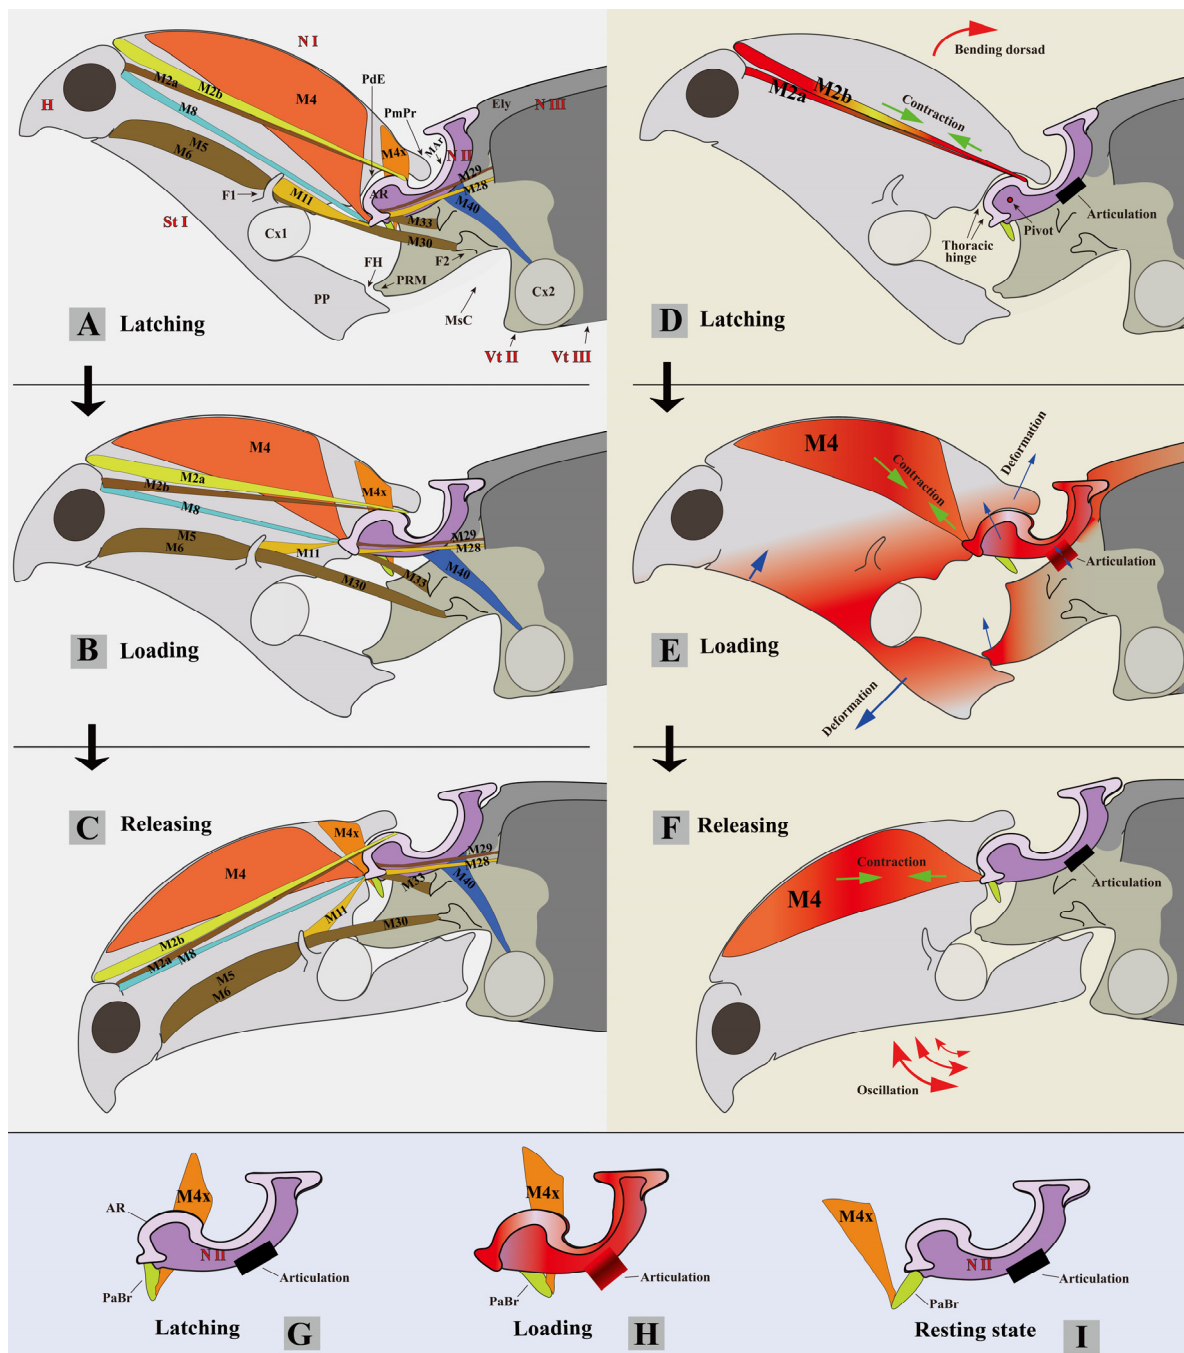 N I
H
M2a
M2b
M8
M4
PdE
PmPr
Ely
N III
M5
M6
M4x
MAr
N II
AR
M29
M28
M40
F1
M11
St I
M33
Cx1
M30
F2
FH
PRM
PP
Cx2
MsC
A Latching
Vt II
Vt III
Bending dorsad
M2a
M2b
Contraction
Articulation
Pivot
Thoracic
hinge
D Latching
M4
M2a
M2b
M4x
M8
M5
M6
M11
M29
M28
M33
M40
M30
B Loading
M4
Contraction
Deformation
Articulation
E Loading
Deformation
C Releasing
M4x
M4
M29
M28
M33
M40
M11
M2b
M2a
M8
M30
M5
M6
F Releasing
Contraction
M4
Articulation
Oscillation
M4x
AR
N II
Articulation
PaBr
Latching G
M4x
Articulation
PaBr
Loading H
M4x
N II
Articulation
PaBr
Resting state I